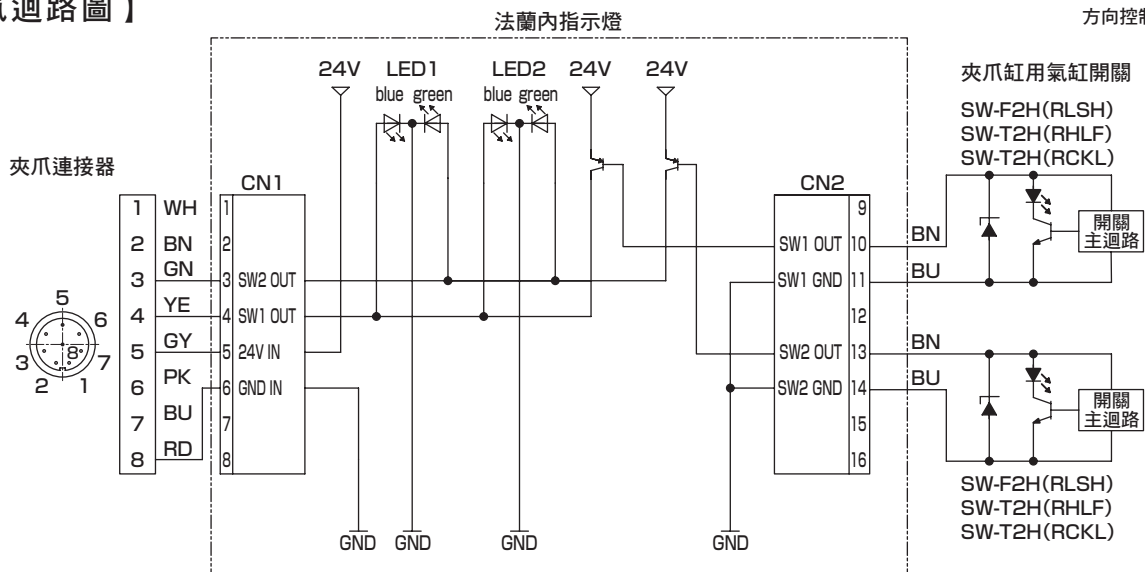 迴路圖】
方向控
法蘭內指示燈
24V LED1 LED2 24V 24V
blue green blue green
夾爪缸用氣缸開關
SW-F2H(RLSH)
SW-T2H(RHLF)
SW-T2H(RCKL)
夾爪連接器
CN1
CN2
1 WH 1
2 BN 2
3 GN 3 SW2 OUT
4 YE 4 SW1 OUT
5 GY 5 24V IN
6 PK 6 GND IN
7 BU 7
8 RD 8
5
4 6
3 8 7
2 1
9
SW1 OUT 10 BN
SW1 GND 11 BU
12
SW2 OUT 13 BN
SW2 GND 14 BU
15
16
開關
主迴路
開關
主迴路
GND GND GND GND
SW-F2H(RLSH)
SW-T2H(RHLF)
SW-T2H(RCKL)